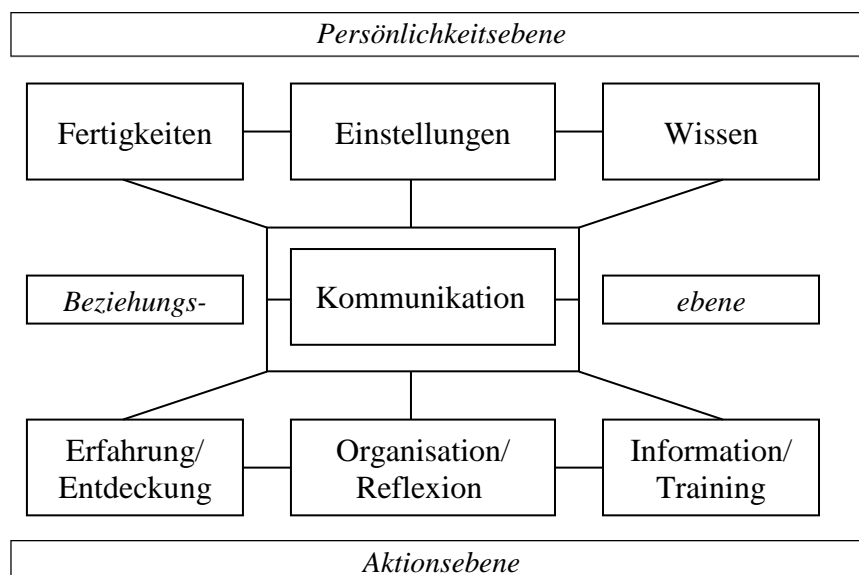 Persönlichkeitsebene
Fertigkeiten
Einstellungen
Wissen
Beziehungs-
Kommunikation
ebene
Erfahrung/
Entdeckung
Organisation/
Reflexion
Information/
Training
Aktionsebene